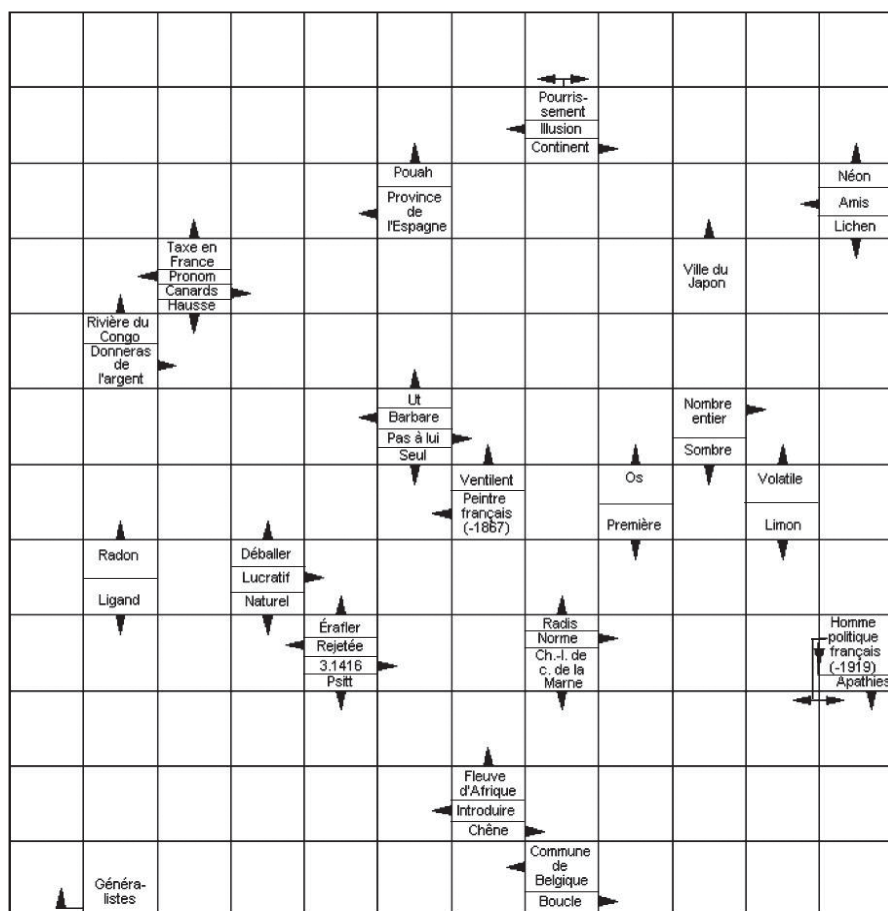 Pourris-
sement
Illusion
Continent
Pouah
Province
de
l'Espagne
Néon
Amis
Lichen
Taxe en
France
Pronom
Canards
Hausse
Ville du
Japon
Rivière du
Congo
Donneras
de
l'argent
Ut
Barbare
Pas à lui
Seul
Nombre
entier
Sombre
Ventilent
Peintre
français
(-1867)
Os
Première
Volatile
Limon
Radon
Ligand
Déballer
Lucratif
Naturel
Érafler
Rejetée
3.1416
Psitt
Radis
Norme
Ch.-l. de
c. de la
Marne
Homme
politique
français
(-1919)
Apathies
Fleuve
d'Afrique
Introduire
Chêne
Commune
de
Belgique
Boucle
Généra-
listes